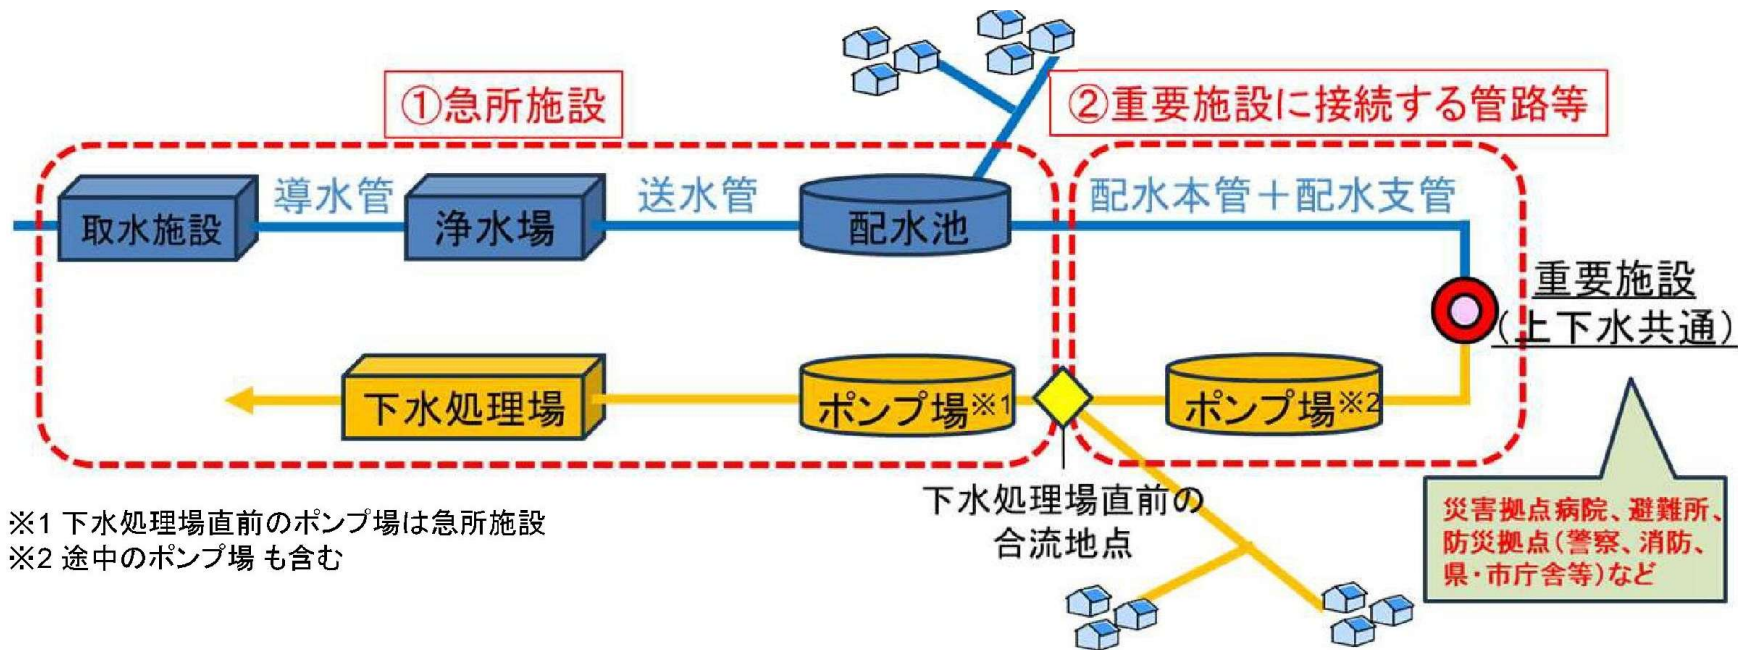 ①急所施設
②重要施設に接続する管路等
取水施設
導水管
浄水場
送水管
配水池
配水本管＋配水支管
重要施設
(上下水共通)
下水処理場
ポンプ場※1
ポンプ場※2
下水処理場直前の
合流地点
災害拠点病院、避難所、
防災拠点(警察、消防、
県・市庁舎等)など
※1 下水処理場直前のポンプ場は急所施設
※2 途中のポンプ場 も含む